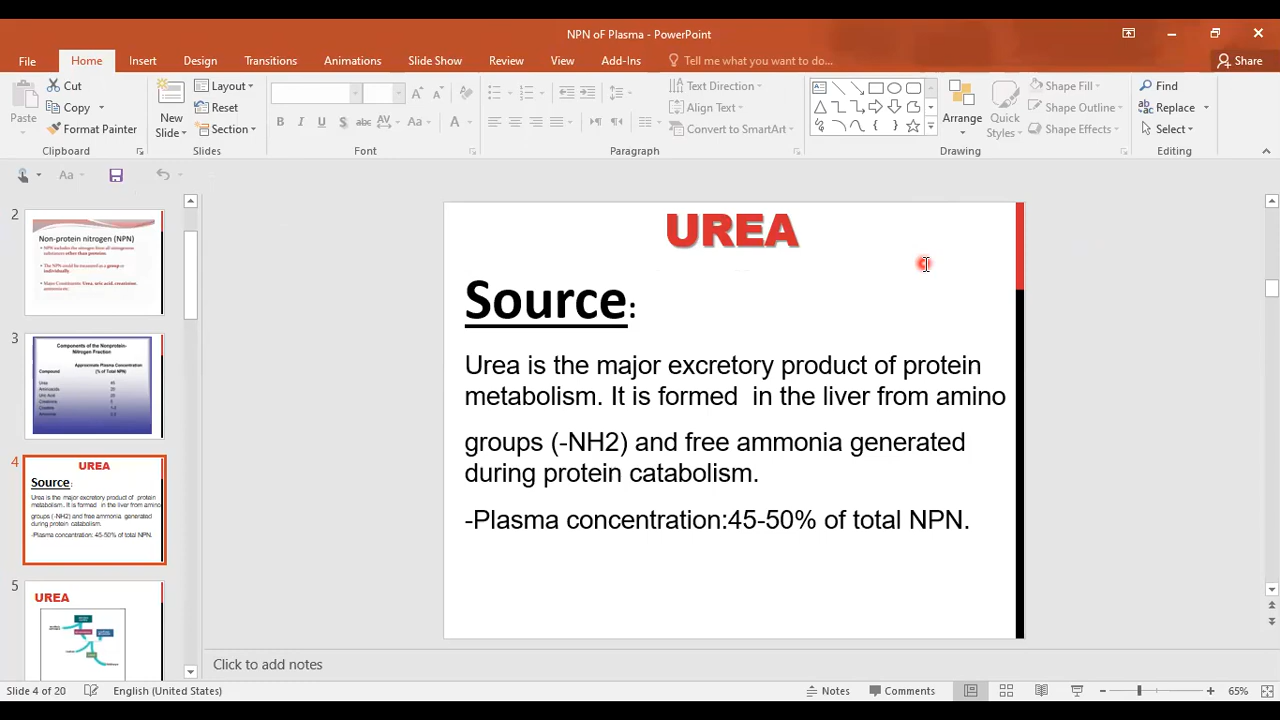 NPN oF Plasma - PowerPoint
File Home Insert Design Transitions Animations Slide Show Review View Add-Ins Tell me what you want to do... Share
Paste Cut Copy Format Painter
New Slide Layout Reset Section
Text Direction Align Text Convert to SmartArt
Arrange Quick Styles Shape Fill Shape Outline Shape Effects
Find Replace Select
Clipboard Slides Font Paragraph Drawing Editing
2
Non-protein nitrogen (NPN)
NPN includes the nitrogen from all nitrogenous
substances other than proteins.
The NPN could be measured as a group or
individually.
Major Constituents: Urea, uric acid, creatinine,
ammonia etc.
3
Components of the Nonprotein-
Nitrogen Fraction
Approximate Plasma Concentration
Compound (% of Total NPN)
Urea 45
Aminoacids 20
Uric Acid 20
Creatinine 5
4
UREA
Source:
Urea is the major excretory product of protein
metabolism. It is formed in the liver from amino
groups (-NH2) and free ammonia generated
during protein catabolism.
-Plasma concentration: 45-50% of total NPN.
5
UREA
UREA
Source:
Urea is the major excretory product of protein
metabolism. It is formed  in the liver from amino
groups (-NH2) and free ammonia generated
during protein catabolism.
-Plasma concentration:45-50% of total NPN.
Click to add notes
Slide 4 of 20 English (United States) Notes Comments 65%